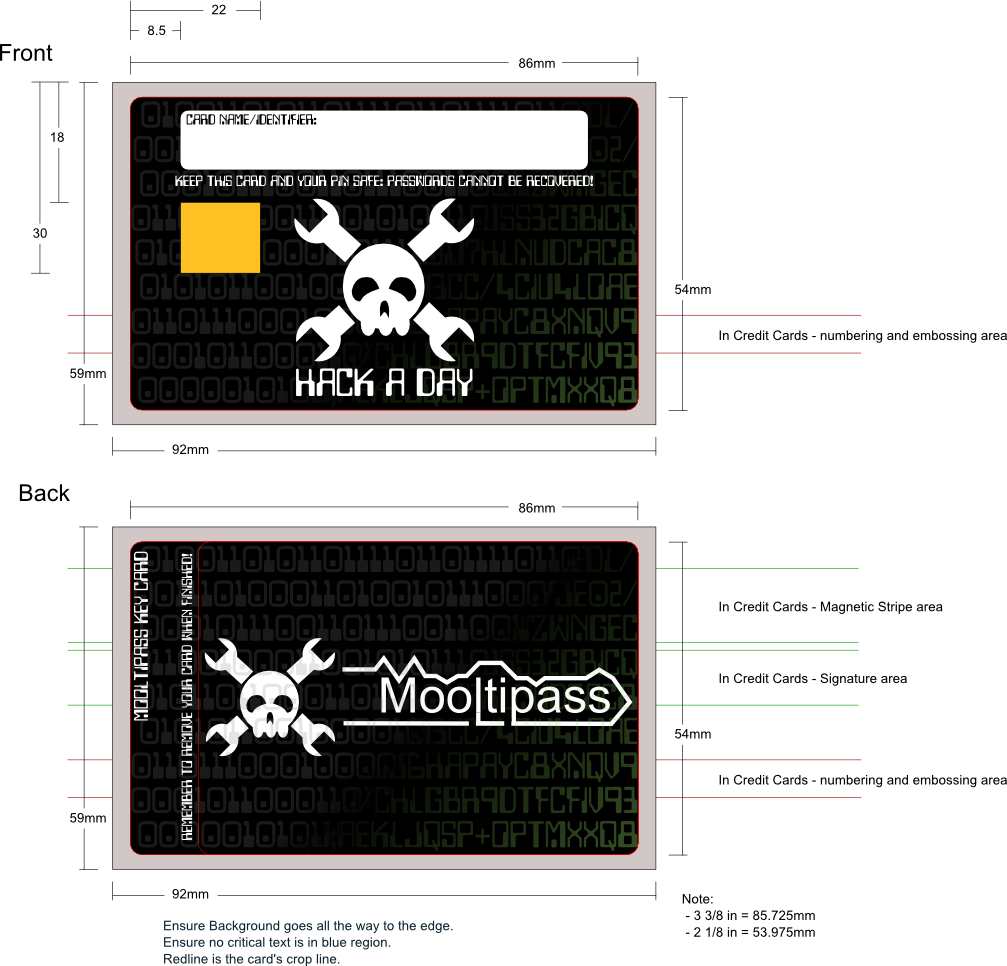 22
8.5
Front
86mm
18
30
CARD NAME/IDENTIFIER:
KEEP THIS CARD AND YOUR PIN SAFE: PASSWORDS CANNOT BE RECOVERED!
54mm
In Credit Cards - numbering and embossing area
59mm
HACK A DAY
92mm
Back
86mm
MOOLTIPASS KEY CARD
REMEMBER TO REMOVE YOUR CARD WHEN FINISHED!
In Credit Cards - Magnetic Stripe area
In Credit Cards - Signature area
Mooltipass
54mm
In Credit Cards - numbering and embossing area
59mm
92mm
Note:
- 3 3/8 in = 85.725mm
- 2 1/8 in = 53.975mm
Ensure Background goes all the way to the edge.
Ensure no critical text is in blue region.
Redline is the card's crop line.